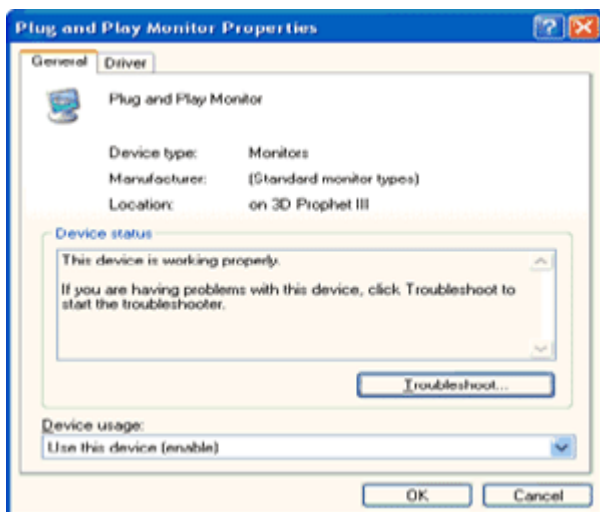 Plug and Play Monitor Properties
General Driver
Plug and Play Monitor
Device type: Monitors
Manufacturer: (Standard monitor types)
Location: on 3D Prophet III
Device status
This device is working properly.
If you are having problems with this device, click Troubleshoot to
start the troubleshooter.
Troubleshoot...
Device usage:
Use this device (enable)
OK Cancel